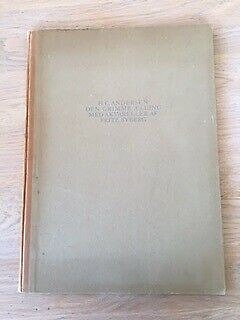 H. C. ANDERSEN
DEN GRIMME ÆLLING
MED AKVARELLER AF
FRITZ SYBERG